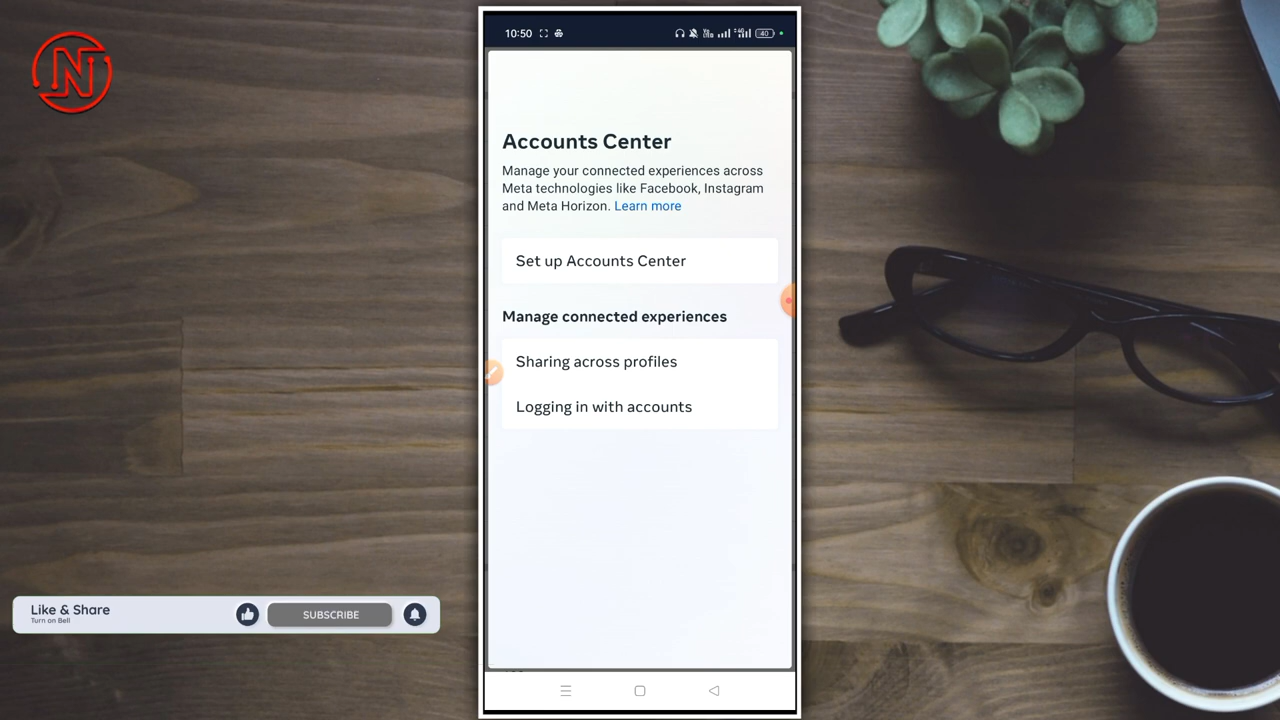 N
10:50
40
Accounts Center
Manage your connected experiences across
Meta technologies like Facebook, Instagram
and Meta Horizon. Learn more
Set up Accounts Center
Manage connected experiences
Sharing across profiles
Logging in with accounts
Like & Share
Turn on Bell
SUBSCRIBE